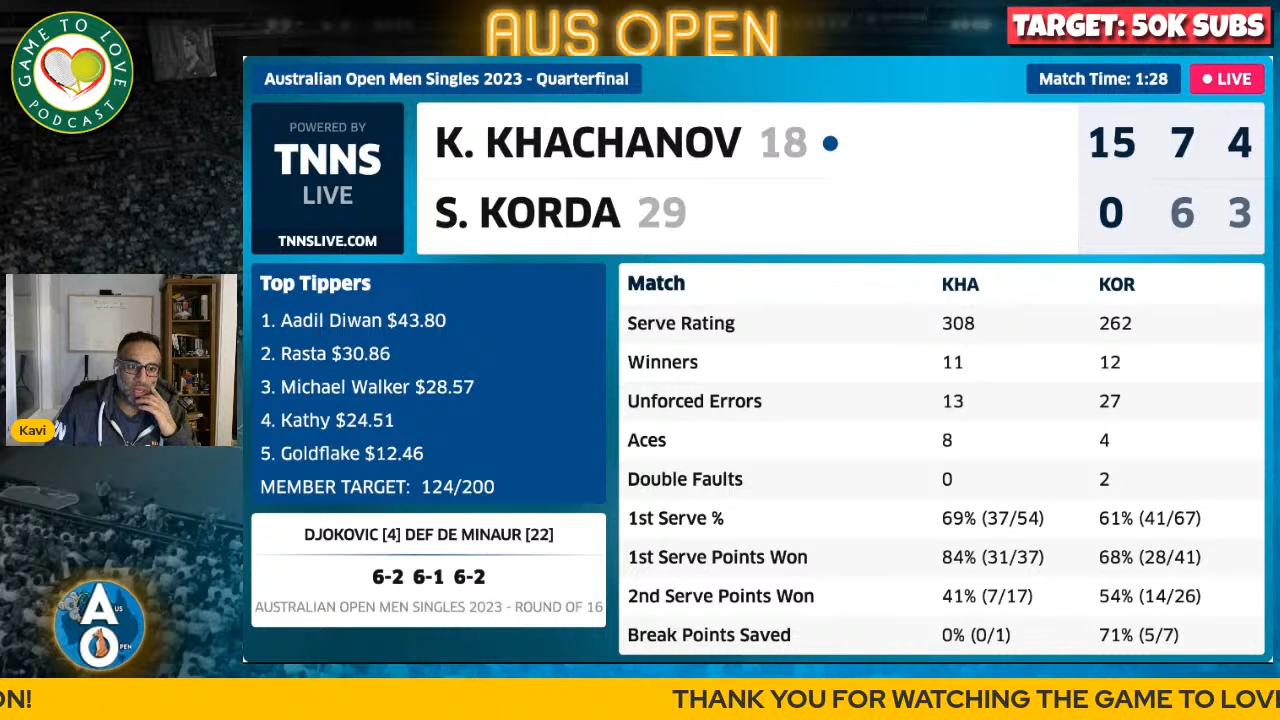 AUS OPEN
TARGET: 50K SUBS
GAME TO LOVE
PODCAST
Australian Open Men Singles 2023 - Quarterfinal
Match Time: 1:28
LIVE
POWERED BY
TNNS
LIVE
TNNSLIVE.COM
K. KHACHANOV 18 15 7 4
S. KORDA 29 0 6 3
Top Tippers
1. Aadil Diwan $43.80
2. Rasta $30.86
3. Michael Walker $28.57
4. Kathy $24.51
5. Goldflake $12.46
MEMBER TARGET: 124/200
Kavi
DJOKOVIC [4] DEF DE MINAUR [22]
6-2 6-1 6-2
AUSTRALIAN OPEN MEN SINGLES 2023 - ROUND OF 16
Match KHA KOR
Serve Rating 308 262
Winners 11 12
Unforced Errors 13 27
Aces 8 4
Double Faults 0 2
1st Serve % 69% (37/54) 61% (41/67)
1st Serve Points Won 84% (31/37) 68% (28/41)
2nd Serve Points Won 41% (7/17) 54% (14/26)
Break Points Saved 0% (0/1) 71% (5/7)
AUS
OPEN
ON!
THANK YOU FOR WATCHING THE GAME TO LOVE